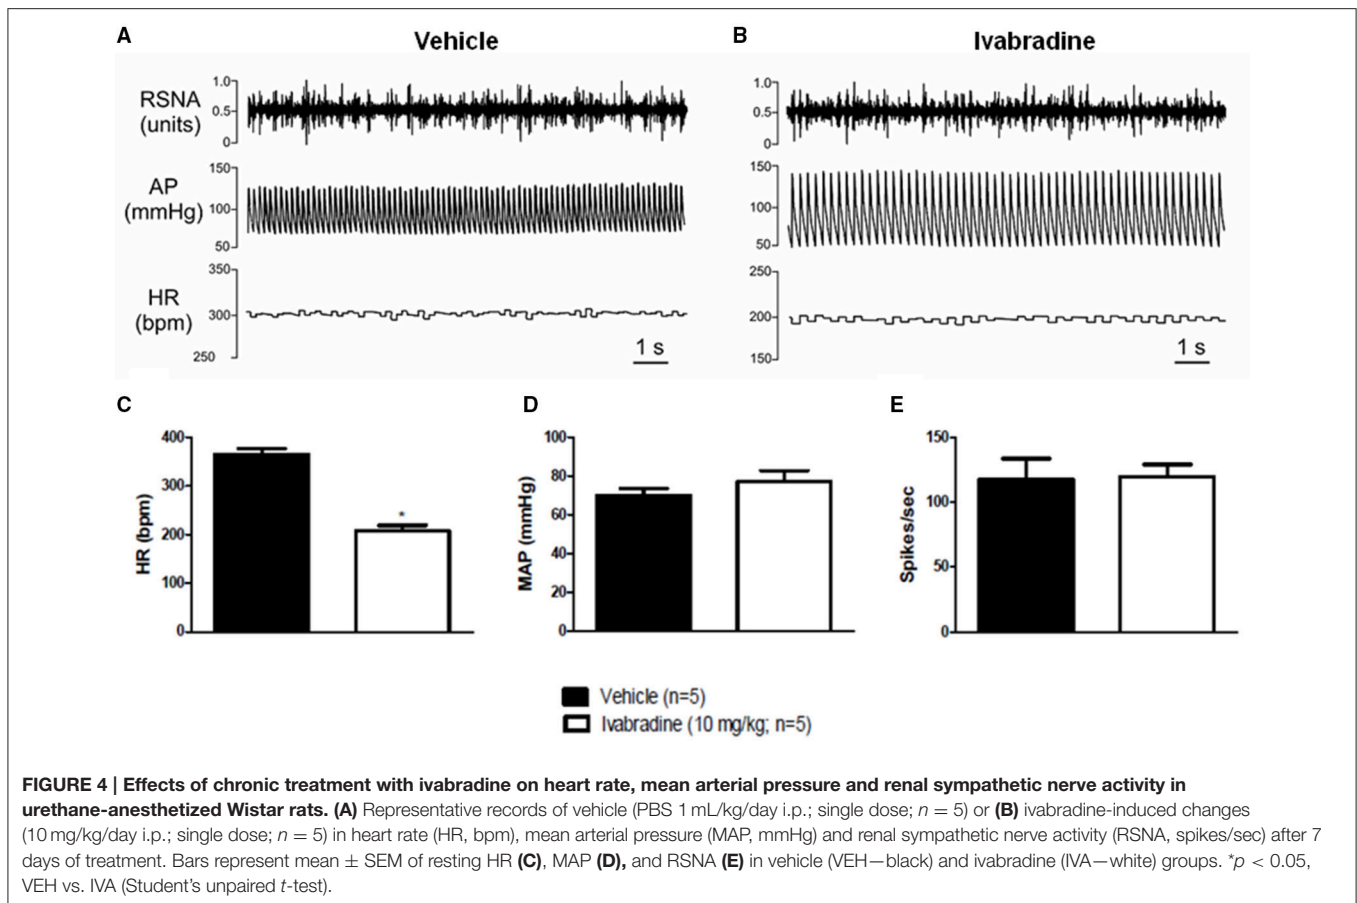 A
Vehicle
B
Ivabradine
RSNA
(units)
1.0
0.5
0
1.0
0.5
0
AP
(mmHg)
150
100
50
150
100
50
HR
(bpm)
350
300
250
250
200
150
1 s
1 s
C
HR (bpm)
400
300
200
100
0
*
D
MAP (mmHg)
100
80
60
40
20
0
E
Spikes/sec
150
100
50
0
Vehicle (n=5)
Ivabradine (10 mg/kg; n=5)
FIGURE 4 | Effects of chronic treatment with ivabradine on heart rate, mean arterial pressure and renal sympathetic nerve activity in
urethane-anesthetized Wistar rats. (A) Representative records of vehicle (PBS 1 mL/kg/day i.p.; single dose; n = 5) or (B) ivabradine-induced changes
(10 mg/kg/day i.p.; single dose; n = 5) in heart rate (HR, bpm), mean arterial pressure (MAP, mmHg) and renal sympathetic nerve activity (RSNA, spikes/sec) after 7
days of treatment. Bars represent mean ± SEM of resting HR (C), MAP (D), and RSNA (E) in vehicle (VEH—black) and ivabradine (IVA—white) groups. *p < 0.05,
VEH vs. IVA (Student's unpaired t-test).